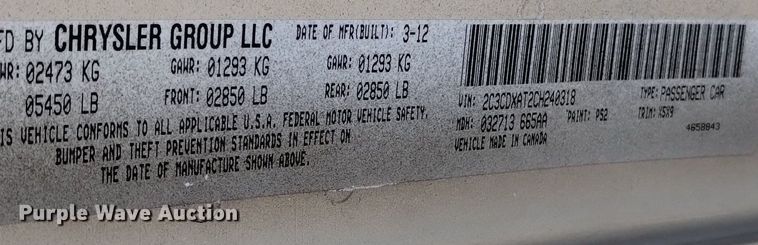 FD BY CHRYSLER GROUP LLC DATE OF MFR(BUILT): 3-12
WR: 02473 KG GAWR: 01293 KG GAWR: 01293 KG
05450 LB FRONT: 02850 LB REAR: 02850 LB
IS VEHICLE CONFORMS TO ALL APPLICABLE U.S.A. FEDERAL MOTOR VEHICLE SAFETY,
BUMPER AND THEFT PREVENTION STANDARDS IN EFFECT ON
THE DATE OF MANUFACTURE SHOWN ABOVE.
VIN: 2C3CDXAT2CH240318 TYPE: PASSENGER CAR
MDH: 032713 665AA PAINT: PS2 TRIM: X5X9
VEHICLE MADE IN CANADA 4658843
Purple Wave Auction